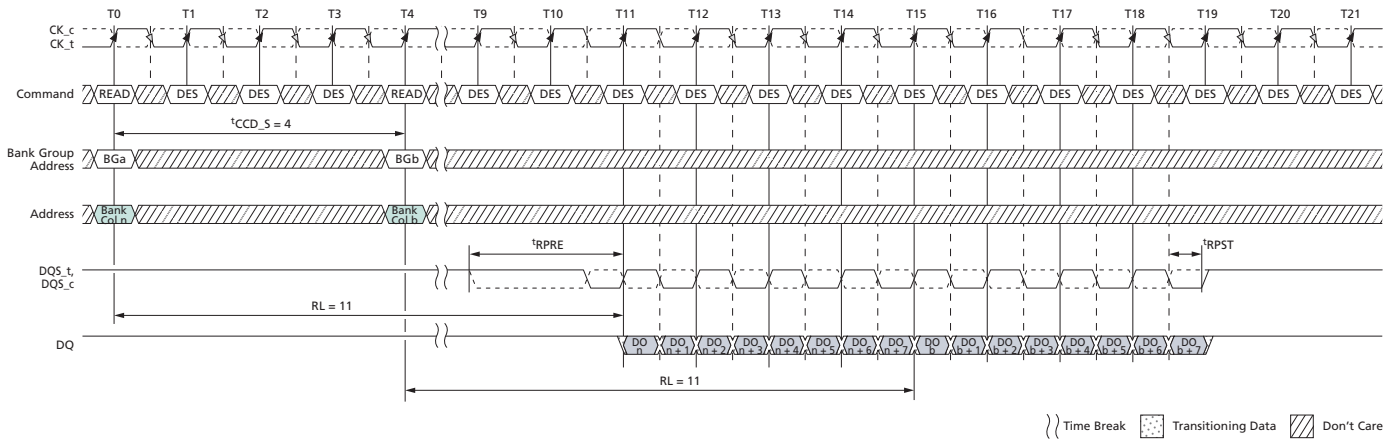 T0 T1 T2 T3 T4 T9 T10 T11 T12 T13 T14 T15 T16 T17 T18 T19 T20 T21
CK_c
CK_t
Command READ DES DES DES READ DES DES DES DES DES DES DES DES DES DES DES DES DES
tCCD_S = 4
Bank Group
Address
BGa BGb
Address
Bank
Col n
Bank
Col b
tRPRE tRPST
DQS_t,
DQS_c
RL = 11
DQ
DO
n
DO
n + 1
DO
n + 2
DO
n + 3
DO
n + 4
DO
n + 5
DO
n + 6
DO
n + 7
DO
b
DO
b + 1
DO
b + 2
DO
b + 3
DO
b + 4
DO
b + 5
DO
b + 6
DO
b + 7
RL = 11
Time Break Transitioning Data Don't Care